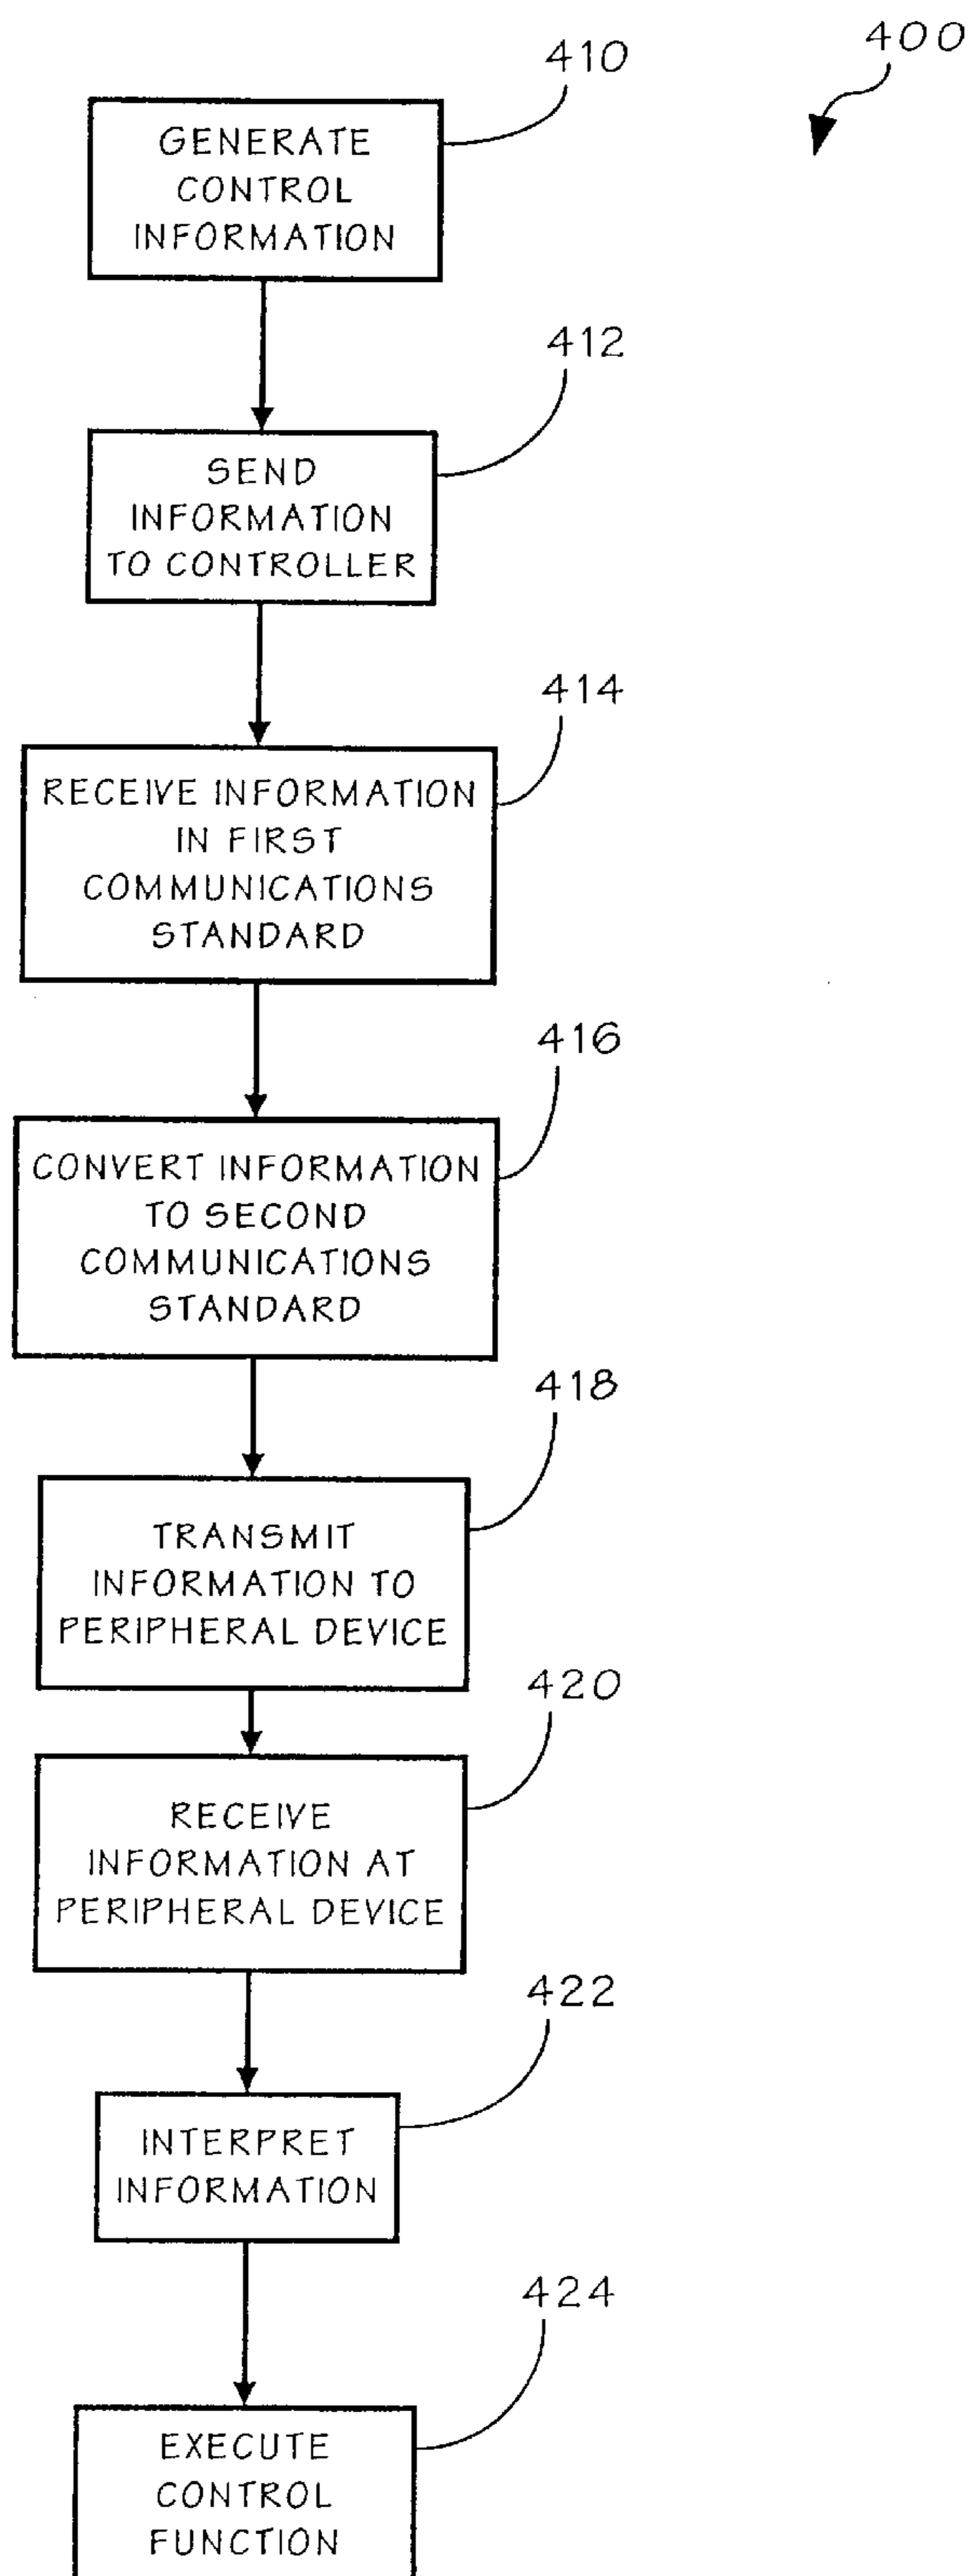 400
410
GENERATE
CONTROL
INFORMATION
412
SEND
INFORMATION
TO CONTROLLER
414
RECEIVE INFORMATION
IN FIRST
COMMUNICATIONS
STANDARD
416
CONVERT INFORMATION
TO SECOND
COMMUNICATIONS
STANDARD
418
TRANSMIT
INFORMATION TO
PERIPHERAL DEVICE
420
RECEIVE
INFORMATION AT
PERIPHERAL DEVICE
422
INTERPRET
INFORMATION
424
EXECUTE
CONTROL
FUNCTION